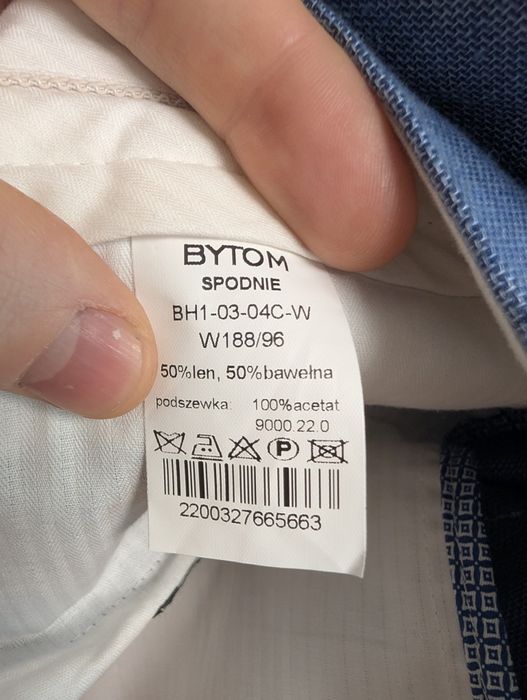 BYTOM
SPODNIE
BH1-03-04C-W
W188/96
50%len, 50%bawełna
podszewka: 100%acetat
9000.22.0
P
2200327665663